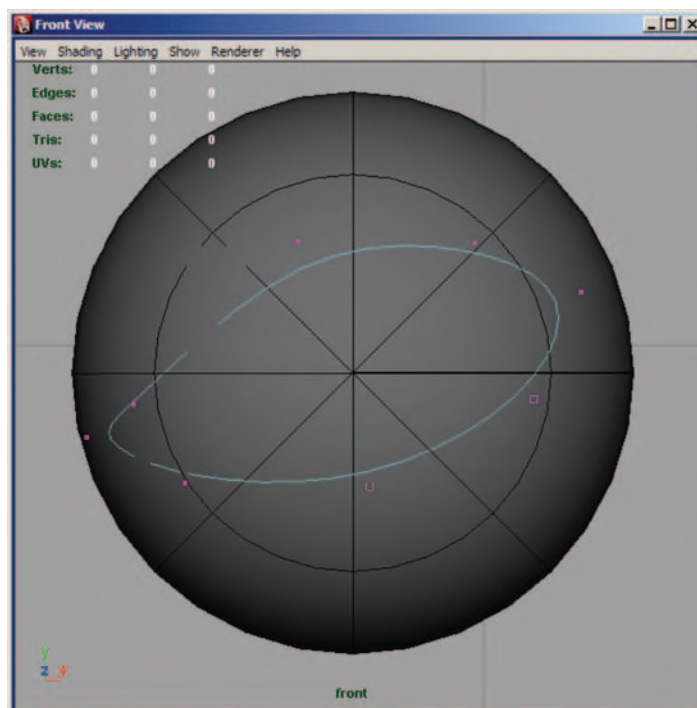 Front View
View Shading Lighting Show Renderer Help
Verts: 0 0 0
Edges: 0 0 0
Faces: 0 0 0
Tris: 0 0 0
UVs: 0 0 0
y
z
front